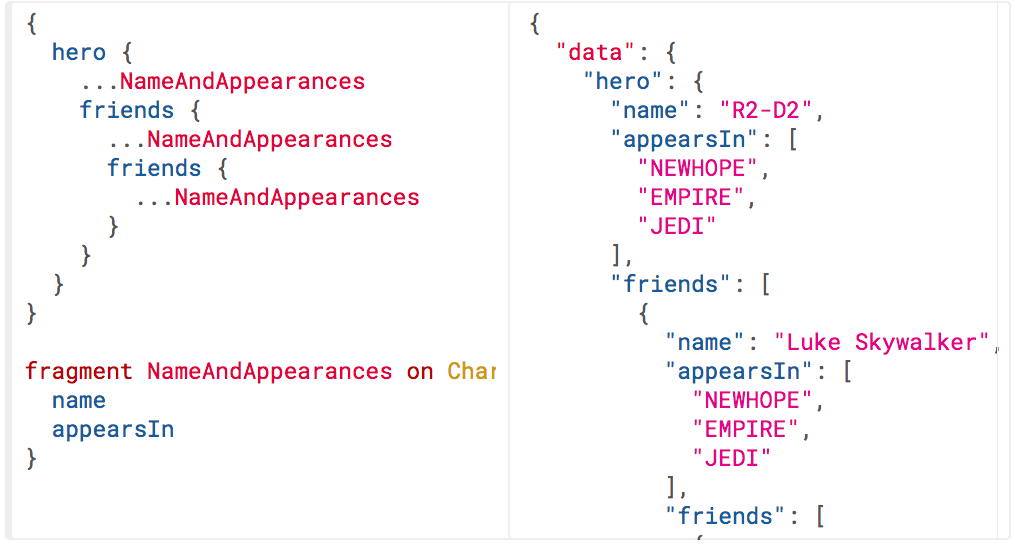 {
  hero {
    ...NameAndAppearances
    friends {
      ...NameAndAppearances
      friends {
        ...NameAndAppearances
      }
    }
  }
}
fragment NameAndAppearances on Char
  name
  appearsIn
}
{
  "data": {
    "hero": {
      "name": "R2-D2",
      "appearsIn": [
        "NEWHOPE",
        "EMPIRE",
        "JEDI"
      ],
      "friends": [
        {
          "name": "Luke Skywalker",
          "appearsIn": [
            "NEWHOPE",
            "EMPIRE",
            "JEDI"
          ],
          "friends": [